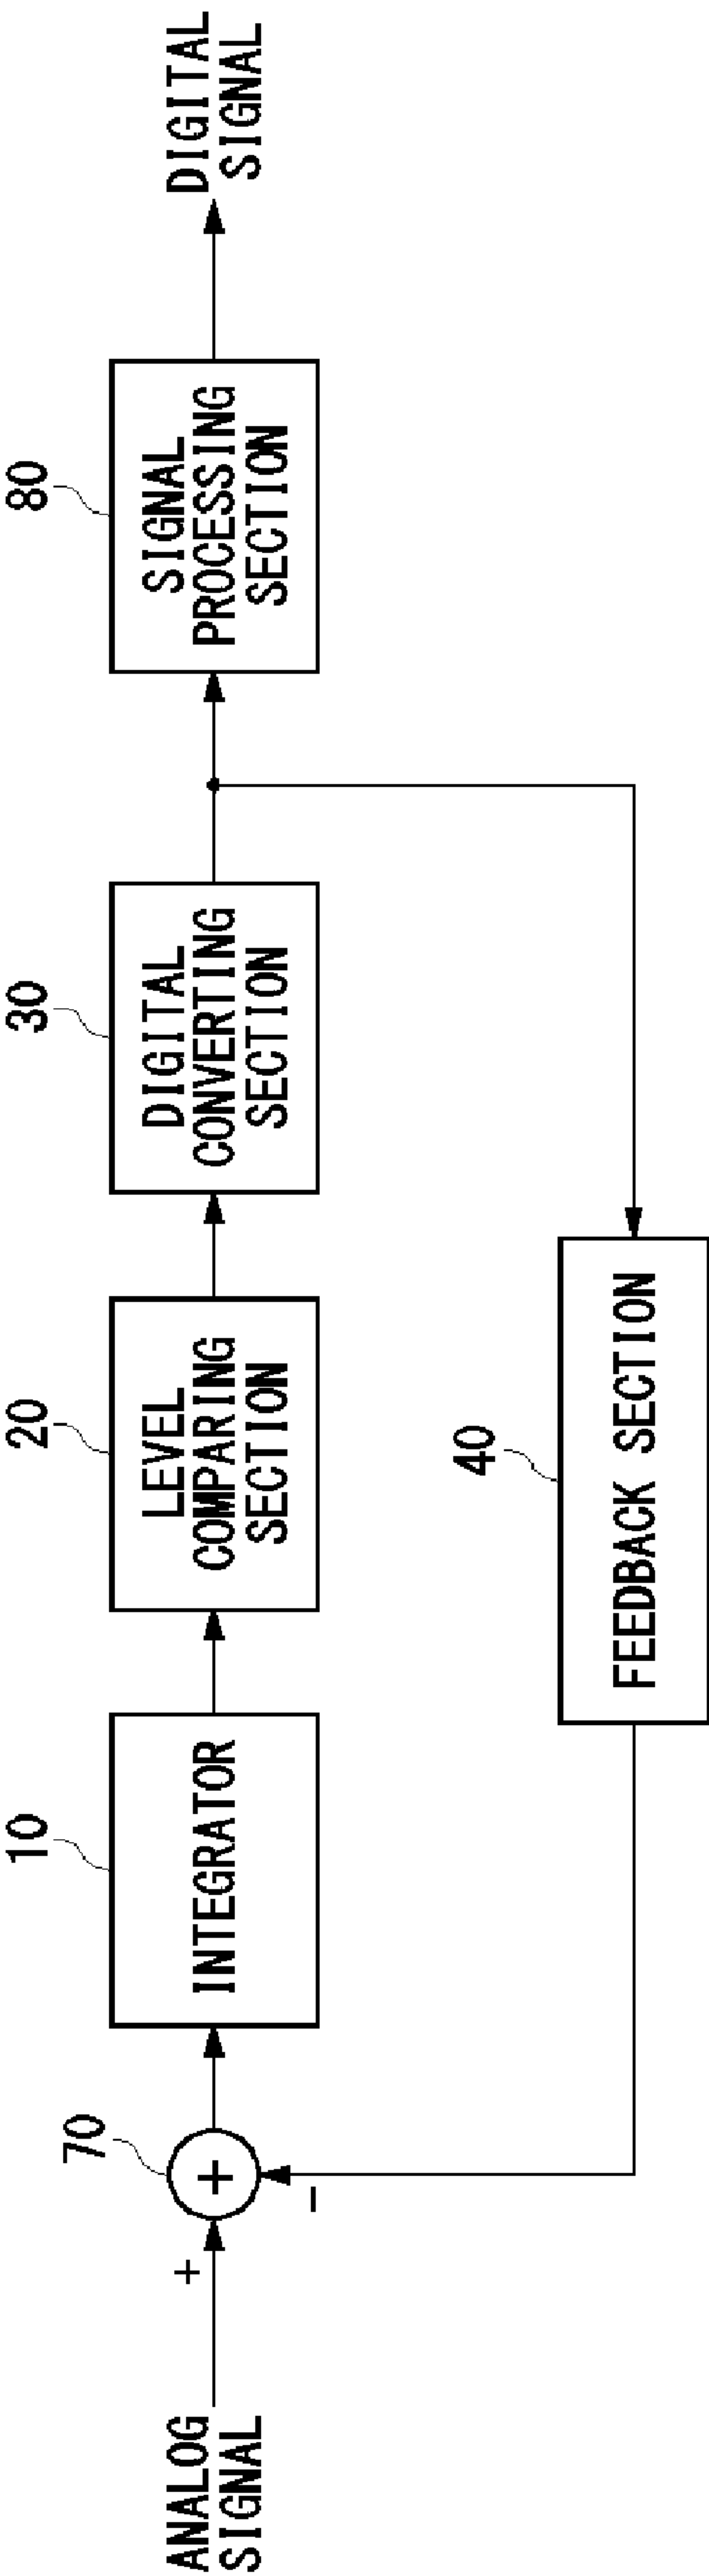 ANALOG
SIGNAL
+
-
70
+
10
INTEGRATOR
20
LEVEL
COMPARING
SECTION
30
DIGITAL
CONVERTING
SECTION
80
SIGNAL
PROCESSING
SECTION
DIGITAL
SIGNAL
40
FEEDBACK SECTION